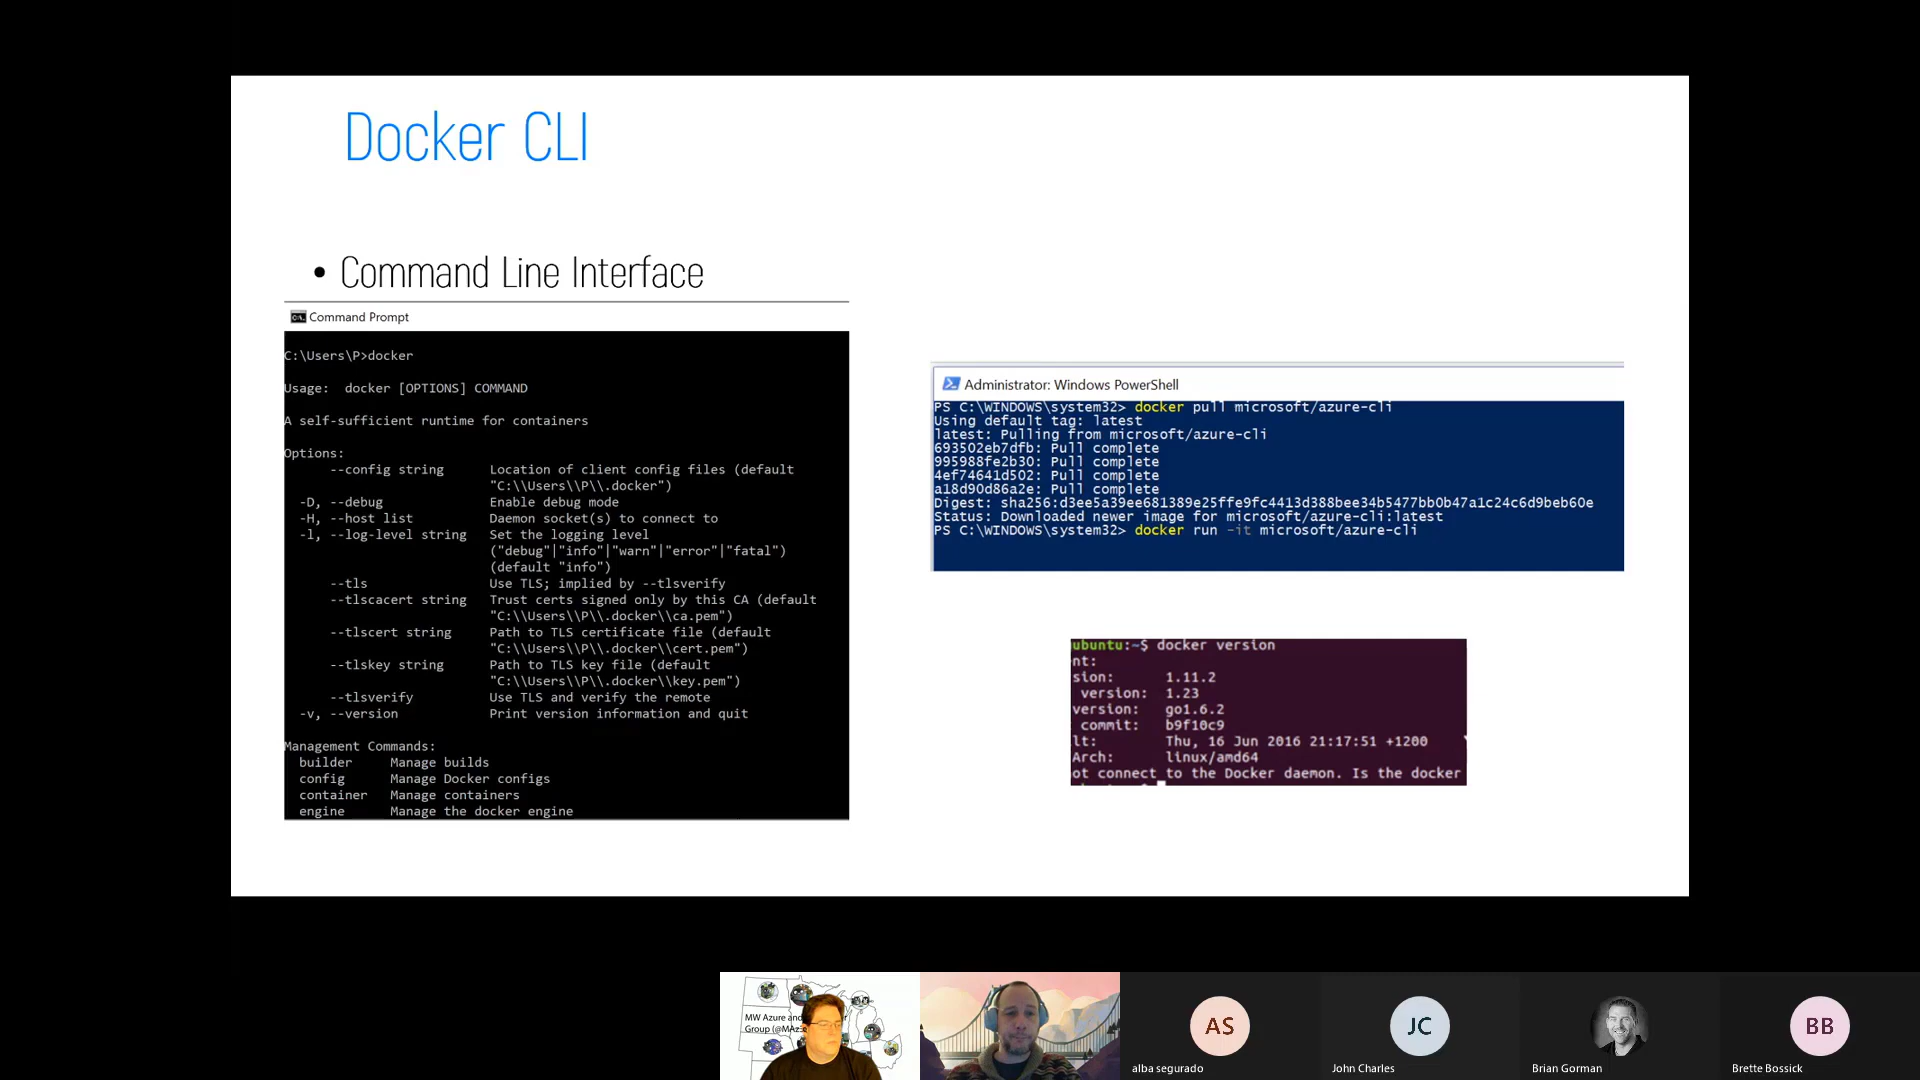 Docker CLI
• Command Line Interface
Command Prompt
C:\Users\P>docker
Usage:  docker [OPTIONS] COMMAND
A self-sufficient runtime for containers
Options:
--config string      Location of client config files (default
"C:\\Users\\P\\.docker")
-D, --debug              Enable debug mode
-H, --host list          Daemon socket(s) to connect to
-l, --log-level string   Set the logging level
("debug"|"info"|"warn"|"error"|"fatal")
(default "info")
--tls                Use TLS; implied by --tlsverify
--tlscacert string   Trust certs signed only by this CA (default
"C:\\Users\\P\\.docker\\ca.pem")
--tlscert string     Path to TLS certificate file (default
"C:\\Users\\P\\.docker\\cert.pem")
--tlskey string      Path to TLS key file (default
"C:\\Users\\P\\.docker\\key.pem")
--tlsverify          Use TLS and verify the remote
-v, --version            Print version information and quit
Management Commands:
builder     Manage builds
config      Manage Docker configs
container   Manage containers
engine      Manage the docker engine
Administrator: Windows PowerShell
PS C:\WINDOWS\system32> docker pull microsoft/azure-cli
Using default tag: latest
latest: Pulling from microsoft/azure-cli
693502eb7dfb: Pull complete
995988fe2b30: Pull complete
4ef74641d502: Pull complete
a18d90d86a2e: Pull complete
Digest: sha256:d3ee5a39ee681389e25ffe9fc4413d388bee34b5477bb0b47a1c24c6d9beb60e
Status: Downloaded newer image for microsoft/azure-cli:latest
PS C:\WINDOWS\system32> docker run -it microsoft/azure-cli
ubuntu:~$ docker version
nt:
sion:      1.11.2
version:  1.23
version:   go1.6.2
commit:   b9f10c9
lt:        Thu, 16 Jun 2016 21:17:51 +1200
Arch:      linux/amd64
ot connect to the Docker daemon. Is the docker
MW Azure and
Group (@MAz
AS
alba segurado
JC
John Charles
Brian Gorman
BB
Brette Bossick